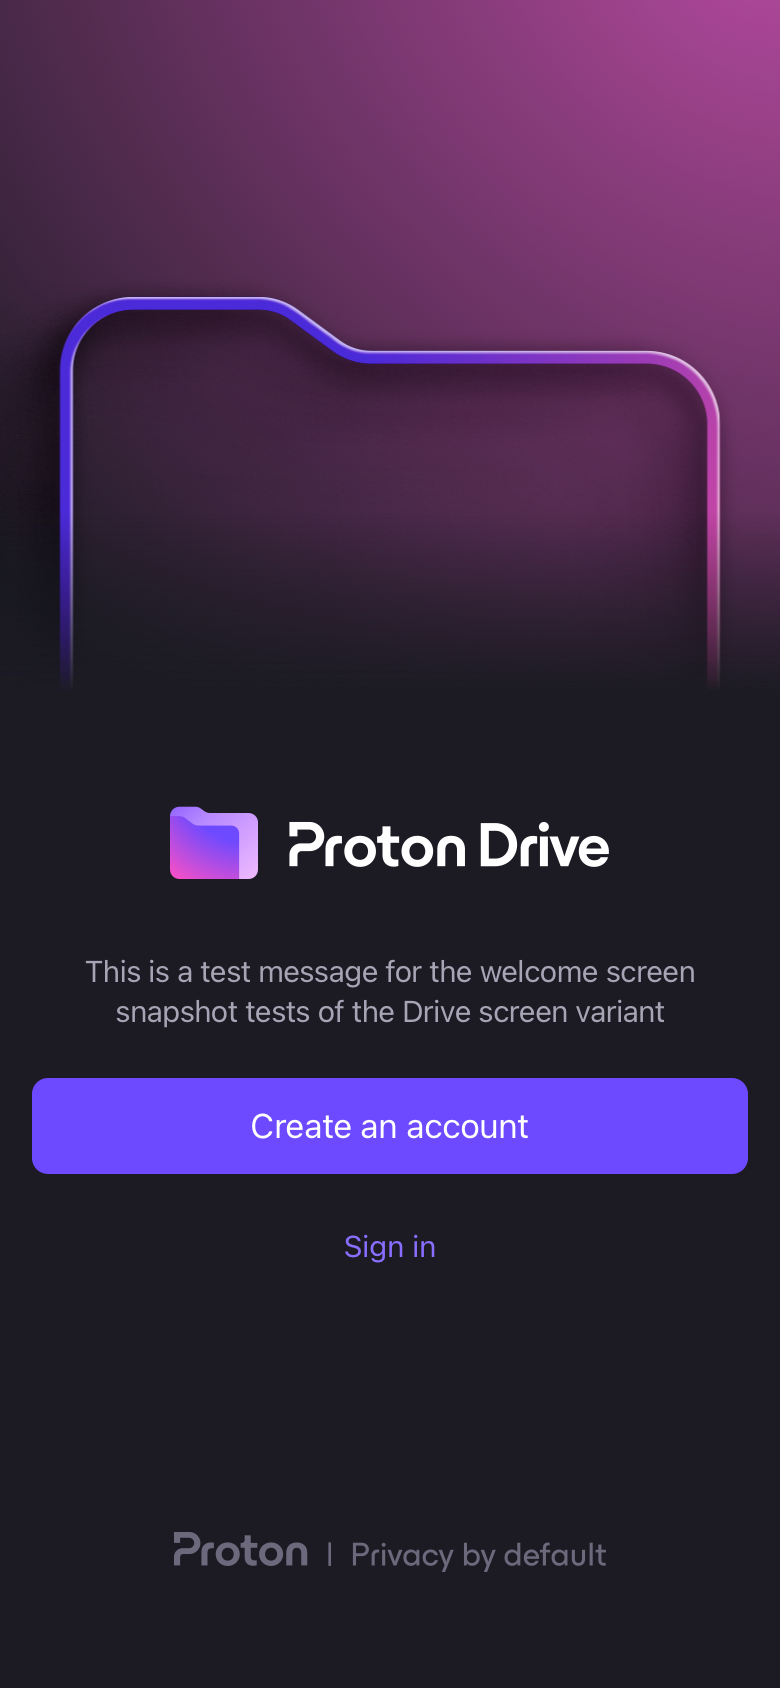 Proton Drive
This is a test message for the welcome screen
snapshot tests of the Drive screen variant
Create an account
Sign in
Proton | Privacy by default